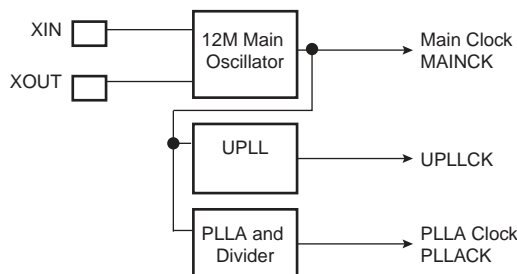 XIN
12M Main
Oscillator
Main Clock
MAINCK
XOUT
UPLL
UPLLCK
PLLA and
Divider
PLLA Clock
PLLACK